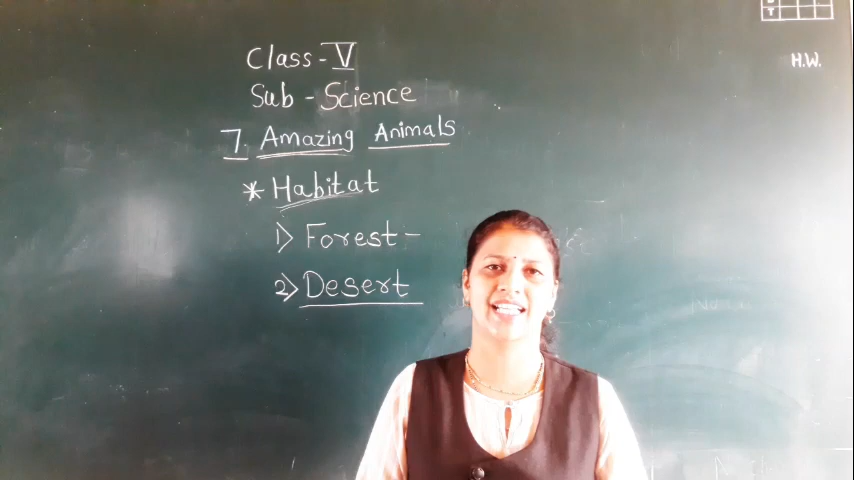 Class - V
Sub - Science
7. Amazing Animals
* Habitat
1) Forest :-
2) Desert
H.W.